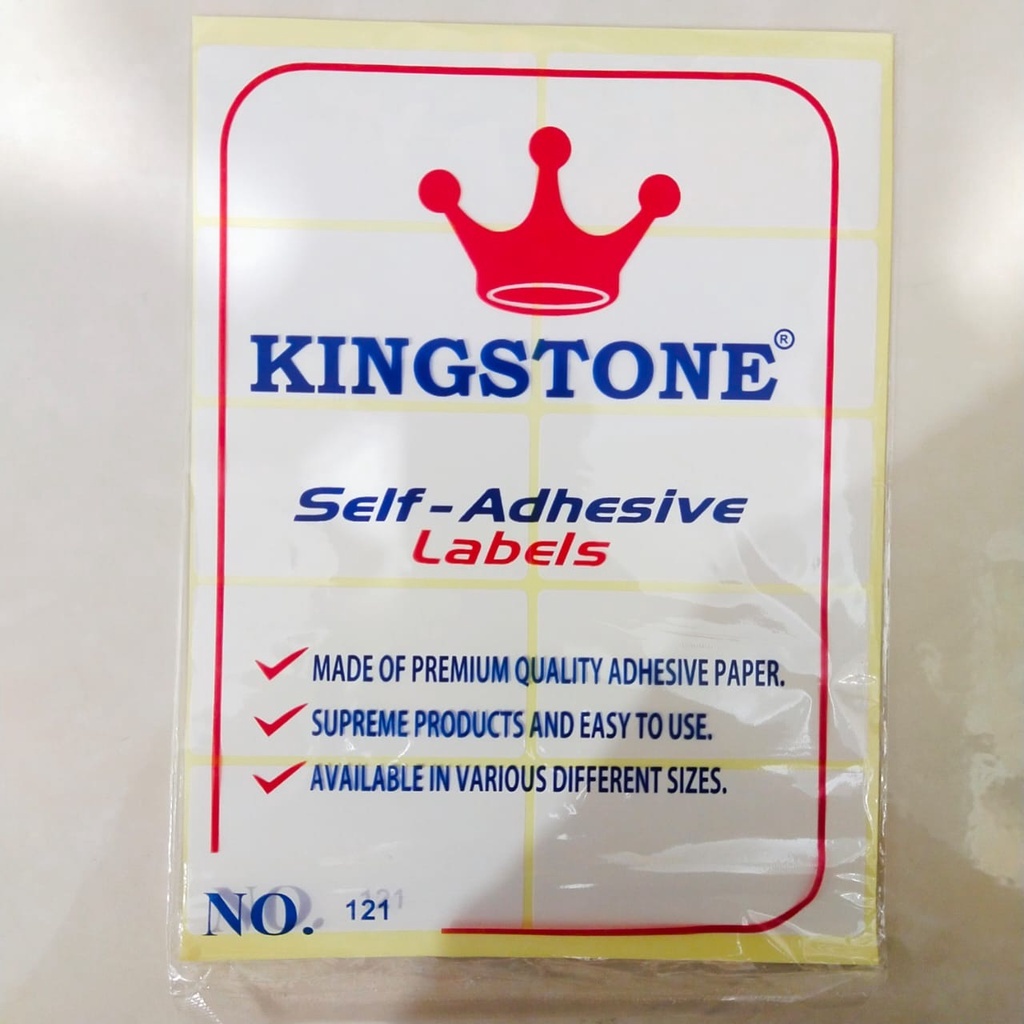 KINGSTONE®
Self-Adhesive
Labels
MADE OF PREMIUM QUALITY ADHESIVE PAPER.
SUPREME PRODUCTS AND EASY TO USE.
AVAILABLE IN VARIOUS DIFFERENT SIZES.
NO. 121